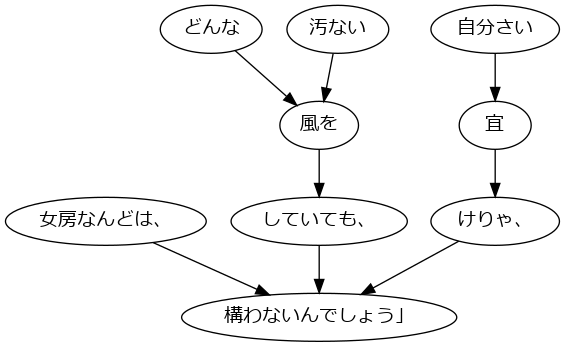 どんな
汚ない
自分さい
風を
宜
女房なんどは、
していても、
けりゃ、
構わないんでしょう」